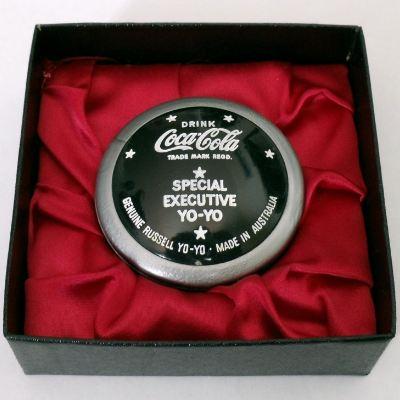 DRINK
Coca-Cola
TRADE MARK REGD.
SPECIAL
EXECUTIVE
YO-YO
GENUINE RUSSELL YO-YO · MADE IN AUSTRALIA